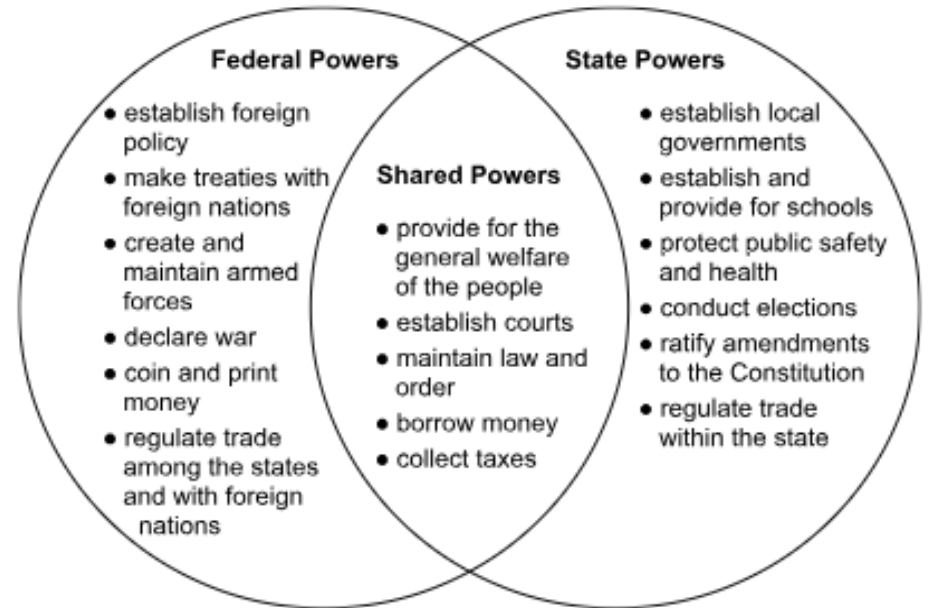 Federal Powers
● establish foreign
policy
● make treaties with
foreign nations
● create and
maintain armed
forces
● declare war
● coin and print
money
● regulate trade
among the states
and with foreign
nations
Shared Powers
● provide for the
general welfare
of the people
● establish courts
● maintain law and
order
● borrow money
● collect taxes
State Powers
● establish local
governments
● establish and
provide for schools
● protect public safety
and health
● conduct elections
● ratify amendments
to the Constitution
● regulate trade
within the state